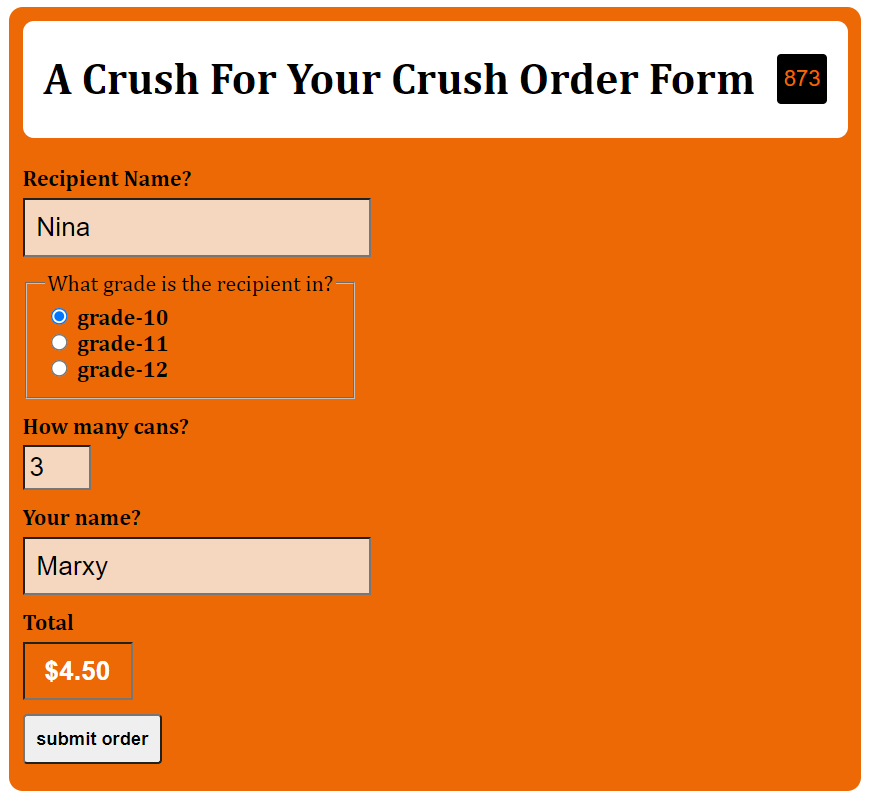 A Crush For Your Crush Order Form 873
Recipient Name?
Nina
What grade is the recipient in?
grade-10
grade-11
grade-12
How many cans?
3
Your name?
Marxy
Total
$4.50
submit order